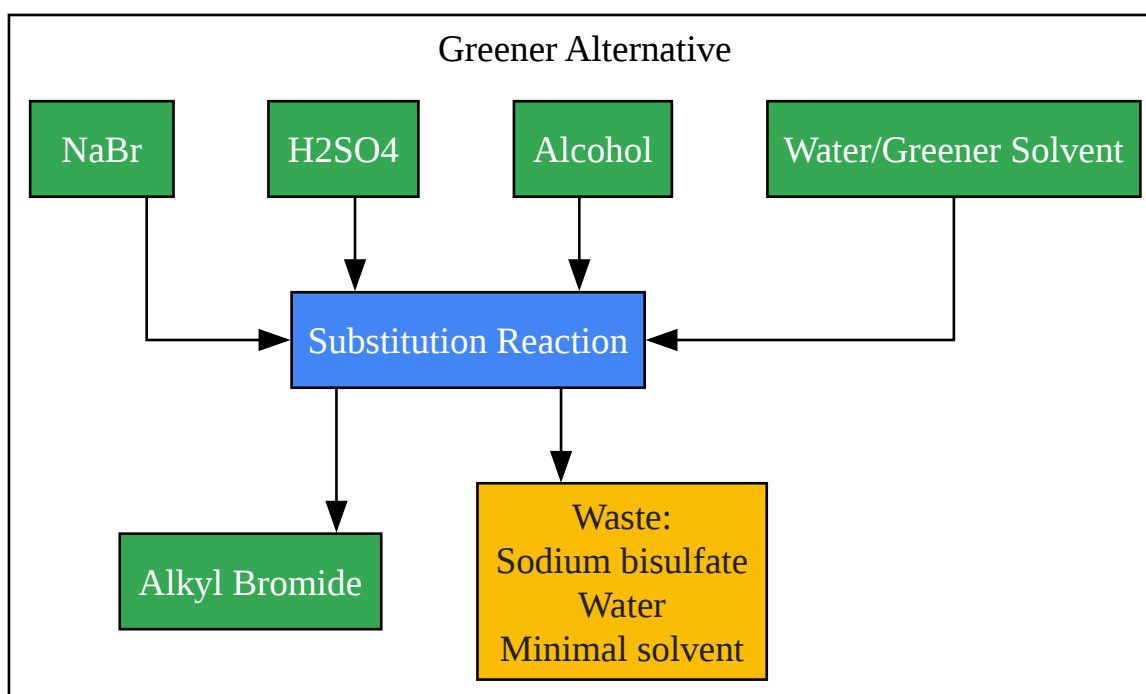 Greener Alternative
NaBr
H2SO4
Alcohol
Water/Greener Solvent
Substitution Reaction
Alkyl Bromide
Waste:
Sodium bisulfate
Water
Minimal solvent